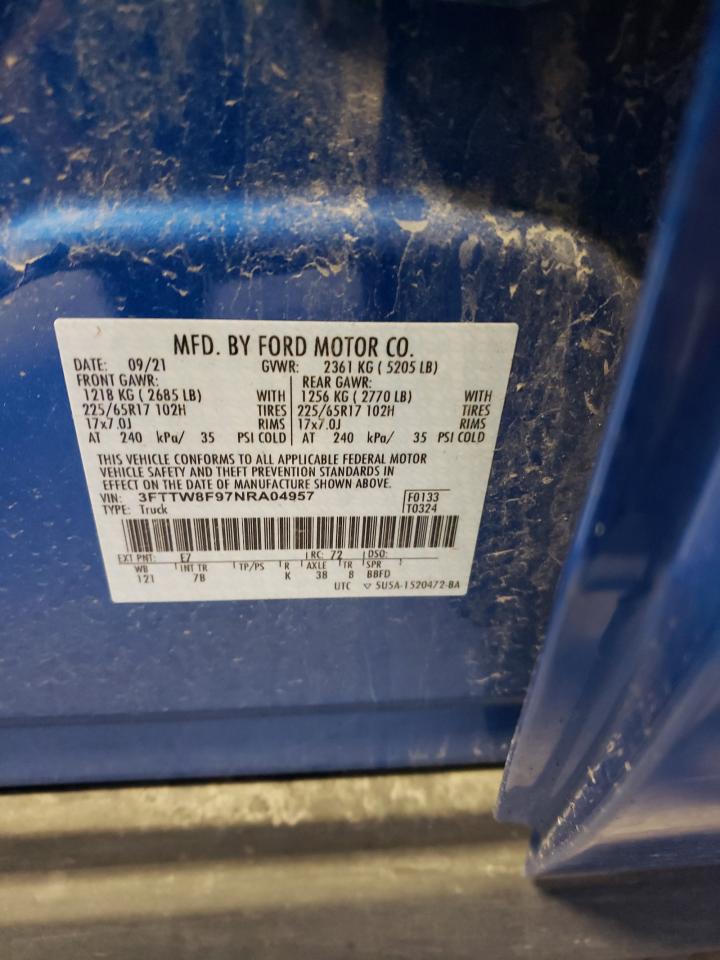 MFD. BY FORD MOTOR CO.
DATE: 09/21 GVWR: 2361 KG ( 5205 LB)
FRONT GAWR: REAR GAWR:
1218 KG ( 2685 LB) 1256 KG ( 2770 LB) WITH
225/65R17 102H TIRES 225/65R17 102H WITH TIRES
17x7.0J RIMS 17x7.0J RIMS
AT 240 kPa/ 35 PSI COLD AT 240 kPa/ 35 PSI COLD
THIS VEHICLE CONFORMS TO ALL APPLICABLE FEDERAL MOTOR
VEHICLE SAFETY AND THEFT PREVENTION STANDARDS IN
EFFECT ON THE DATE OF MANUFACTURE SHOWN ABOVE.
VIN: 3FTTW8F97NRA04957 F0133
TYPE: Truck T0324
EXT PNT: E7 RC: 72 DSO:
WB INT TR TP/PS R AXLE TR SPR
121 7B K 38 8 BBFD
UTC ▽ 5U5A-1520472-BA